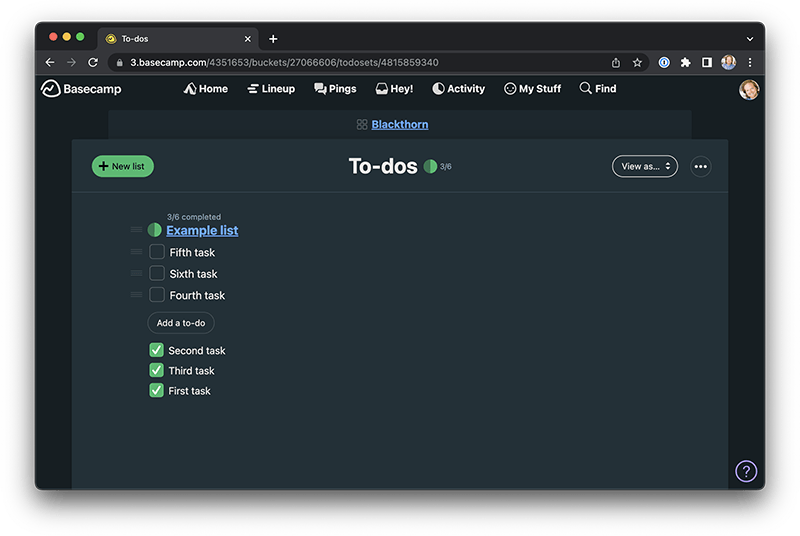 To-dos
3.basecamp.com/4351653/buckets/27066606/todosets/4815859340
Basecamp Home Lineup Pings Hey! Activity My Stuff Find
Blackthorn
New list To-dos 3/6 View as...
3/6 completed
Example list
Fifth task
Sixth task
Fourth task
Add a to-do
Second task
Third task
First task
?